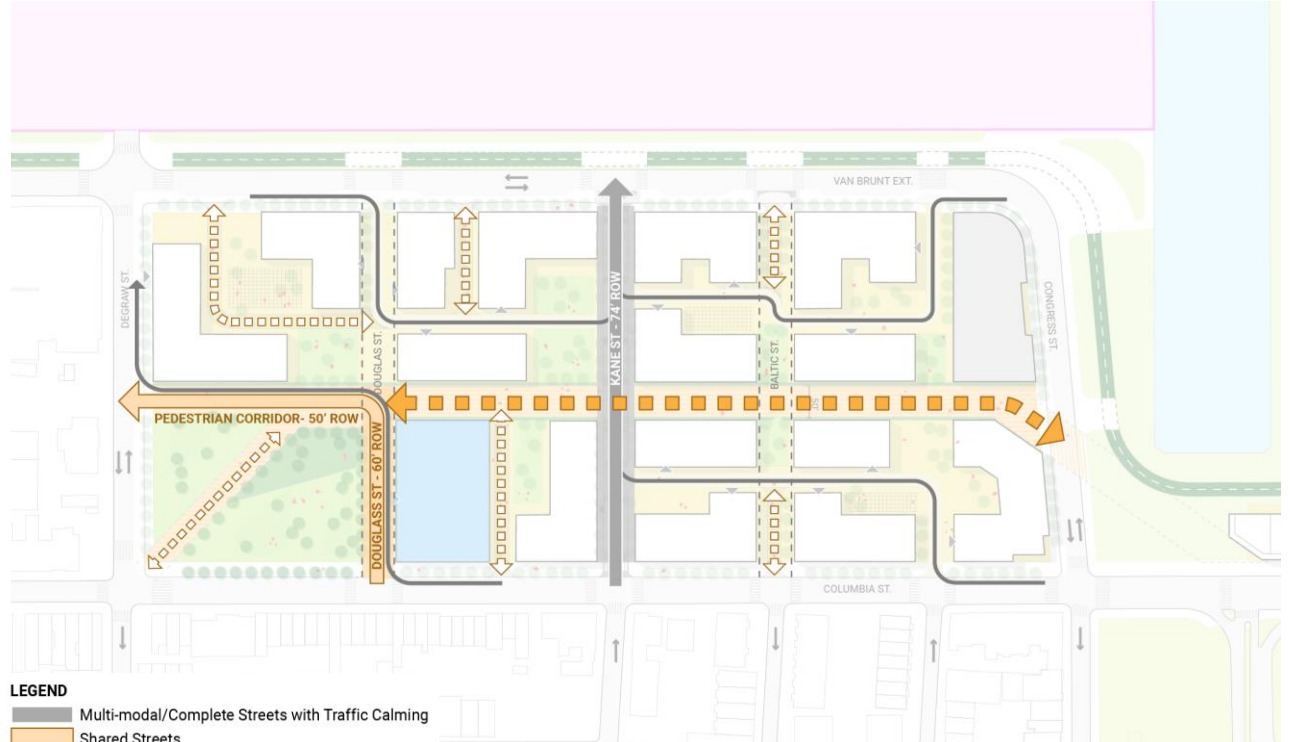 VAN BRUNT EXT.
DEGRAW ST.
DOUGLAS ST.
KANE ST - 74' ROW
BALTIC ST.
CONGRESS ST.
PEDESTRIAN CORRIDOR- 50' ROW
DOUGLASS ST - 60' ROW
COLUMBIA ST.
LEGEND
Multi-modal/Complete Streets with Traffic Calming
Shared Streets